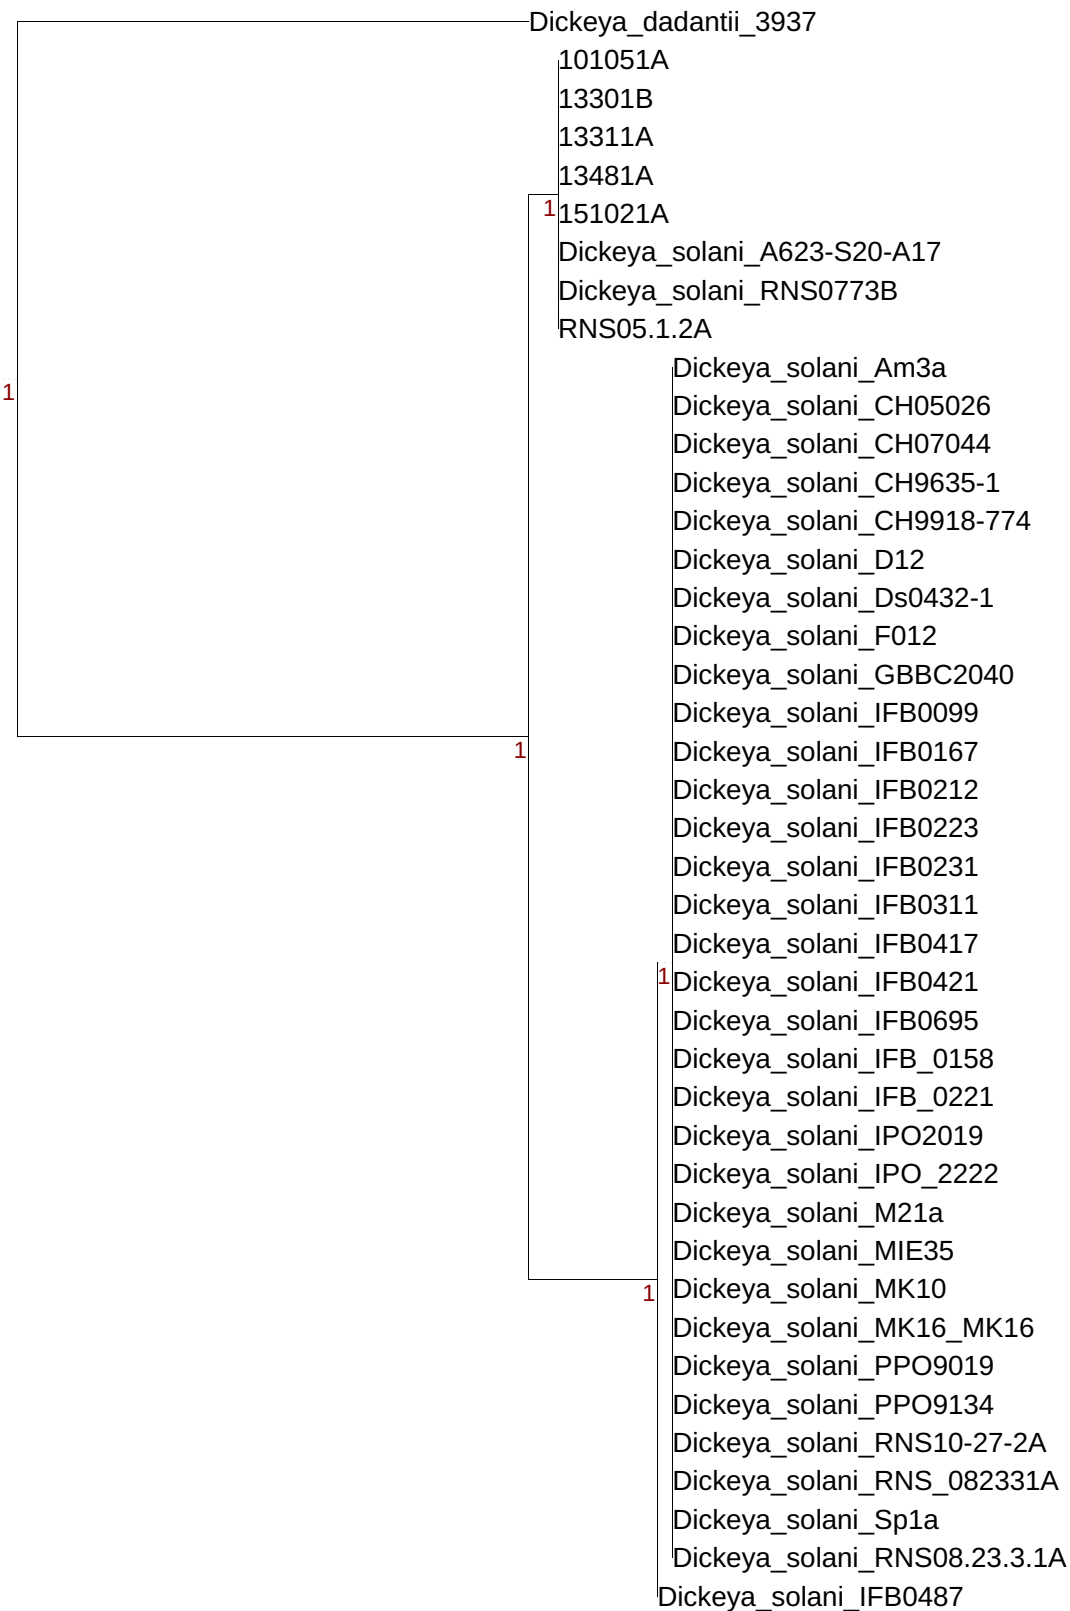 Dickeya_dadantii_3937
101051A
13301B
13311A
13481A
1
151021A
Dickeya_solani_A623-S20-A17
Dickeya_solani_RNS0773B
RNS05.1.2A
Dickeya_solani_Am3a
1
Dickeya_solani_CH05026
Dickeya_solani_CH07044
Dickeya_solani_CH9635-1
Dickeya_solani_CH9918-774
Dickeya_solani_D12
Dickeya_solani_Ds0432-1
Dickeya_solani_F012
Dickeya_solani_GBBC2040
Dickeya_solani_IFB0099
1
Dickeya_solani_IFB0167
Dickeya_solani_IFB0212
Dickeya_solani_IFB0223
Dickeya_solani_IFB0231
Dickeya_solani_IFB0311
Dickeya_solani_IFB0417
1
Dickeya_solani_IFB0421
Dickeya_solani_IFB0695
Dickeya_solani_IFB_0158
Dickeya_solani_IFB_0221
Dickeya_solani_IPO2019
Dickeya_solani_IPO_2222
Dickeya_solani_M21a
Dickeya_solani_MIE35
1
Dickeya_solani_MK10
Dickeya_solani_MK16_MK16
Dickeya_solani_PPO9019
Dickeya_solani_PPO9134
Dickeya_solani_RNS10-27-2A
Dickeya_solani_RNS_082331A
Dickeya_solani_Sp1a
Dickeya_solani_RNS08.23.3.1A
Dickeya_solani_IFB0487